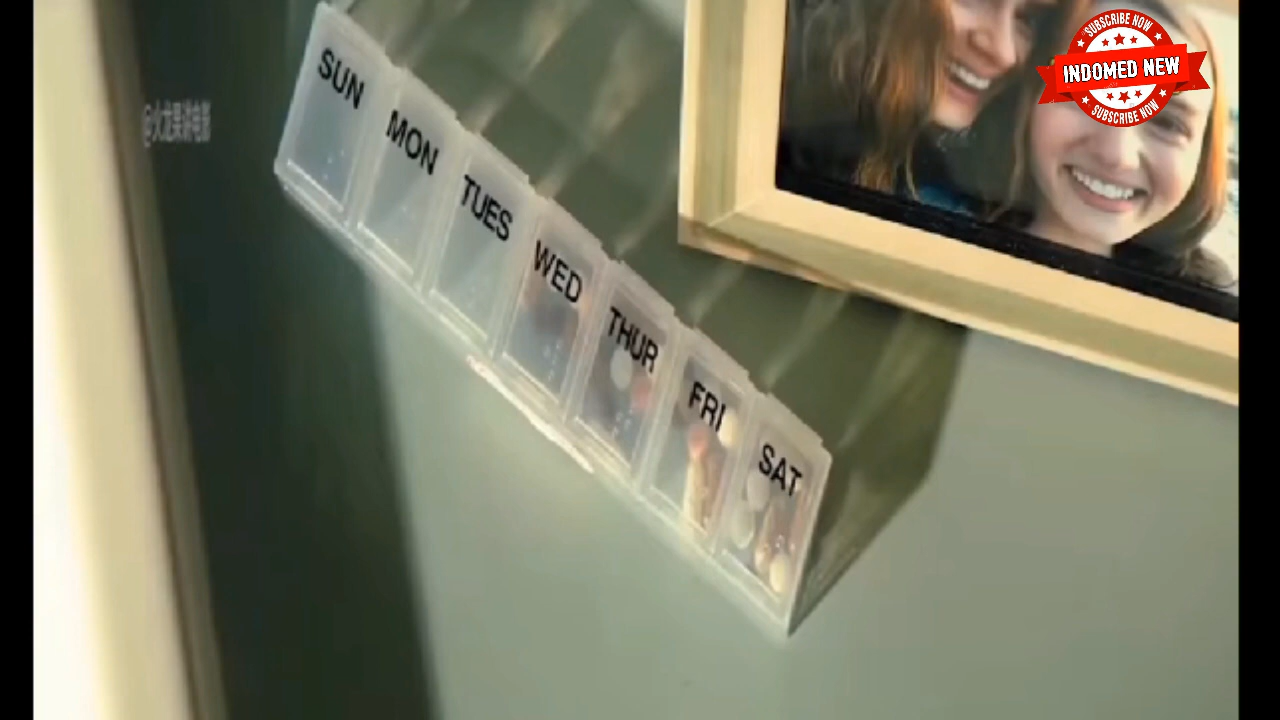 SUN
MON
TUES
WED
THUR
FRI
SAT
SUBSCRIBE NOW
INDOMED NEW
SUBSCRIBE NOW